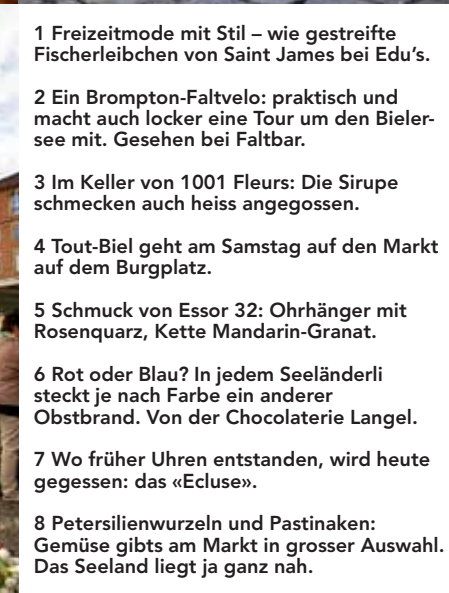 1 Freizeitmode mit Stil – wie gestreifte
Fischerleibchen von Saint James bei Edu’s.
2 Ein Brompton-Faltvelo: praktisch und
macht auch locker eine Tour um den Bieler-
see mit. Gesehen bei Faltbar.
3 Im Keller von 1001 Fleurs: Die Sirupe
schmecken auch heiss angegossen.
4 Tout-Biel geht am Samstag auf den Markt
auf dem Burgplatz.
5 Schmuck von Essor 32: Ohrhänger mit
Rosenquarz, Kette Mandarin-Granat.
6 Rot oder Blau? In jedem Seeländerli
steckt je nach Farbe ein anderer
Obstbrand. Von der Chocolaterie Langel.
7 Wo früher Uhren entstanden, wird heute
gegessen: das «Ecluse».
8 Petersilienwurzeln und Pastinaken:
Gemüse gibts am Markt in grosser Auswahl.
Das Seeland liegt ja ganz nah.